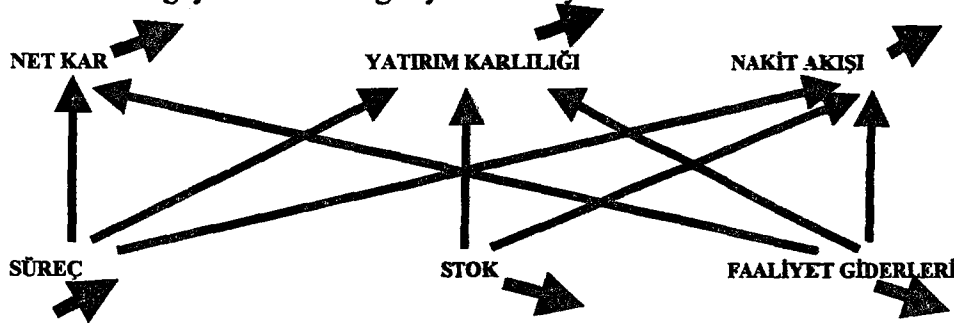 NET KAR YATIRIM KARLILIĞI NAKİT AKIŞI
SÜREÇ STOK FAALİYET GİDERLERİ